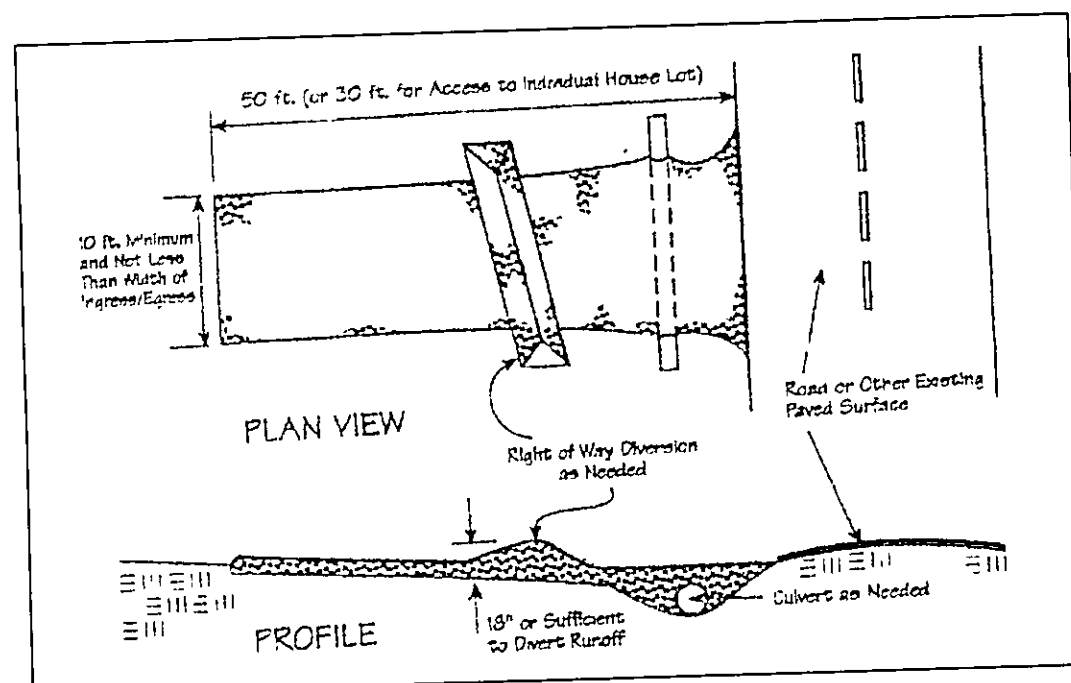 50 ft. (or 30 ft. for Access to Individual House Lot)
10 ft. Minimum
and Not Less
Than Width of
Ingress/Egress
PLAN VIEW
Right of Way Diversion
as Needed
Road or Other Existing
Paved Surface
Culvert as Needed
18" or Sufficient
to Divert Runoff
PROFILE